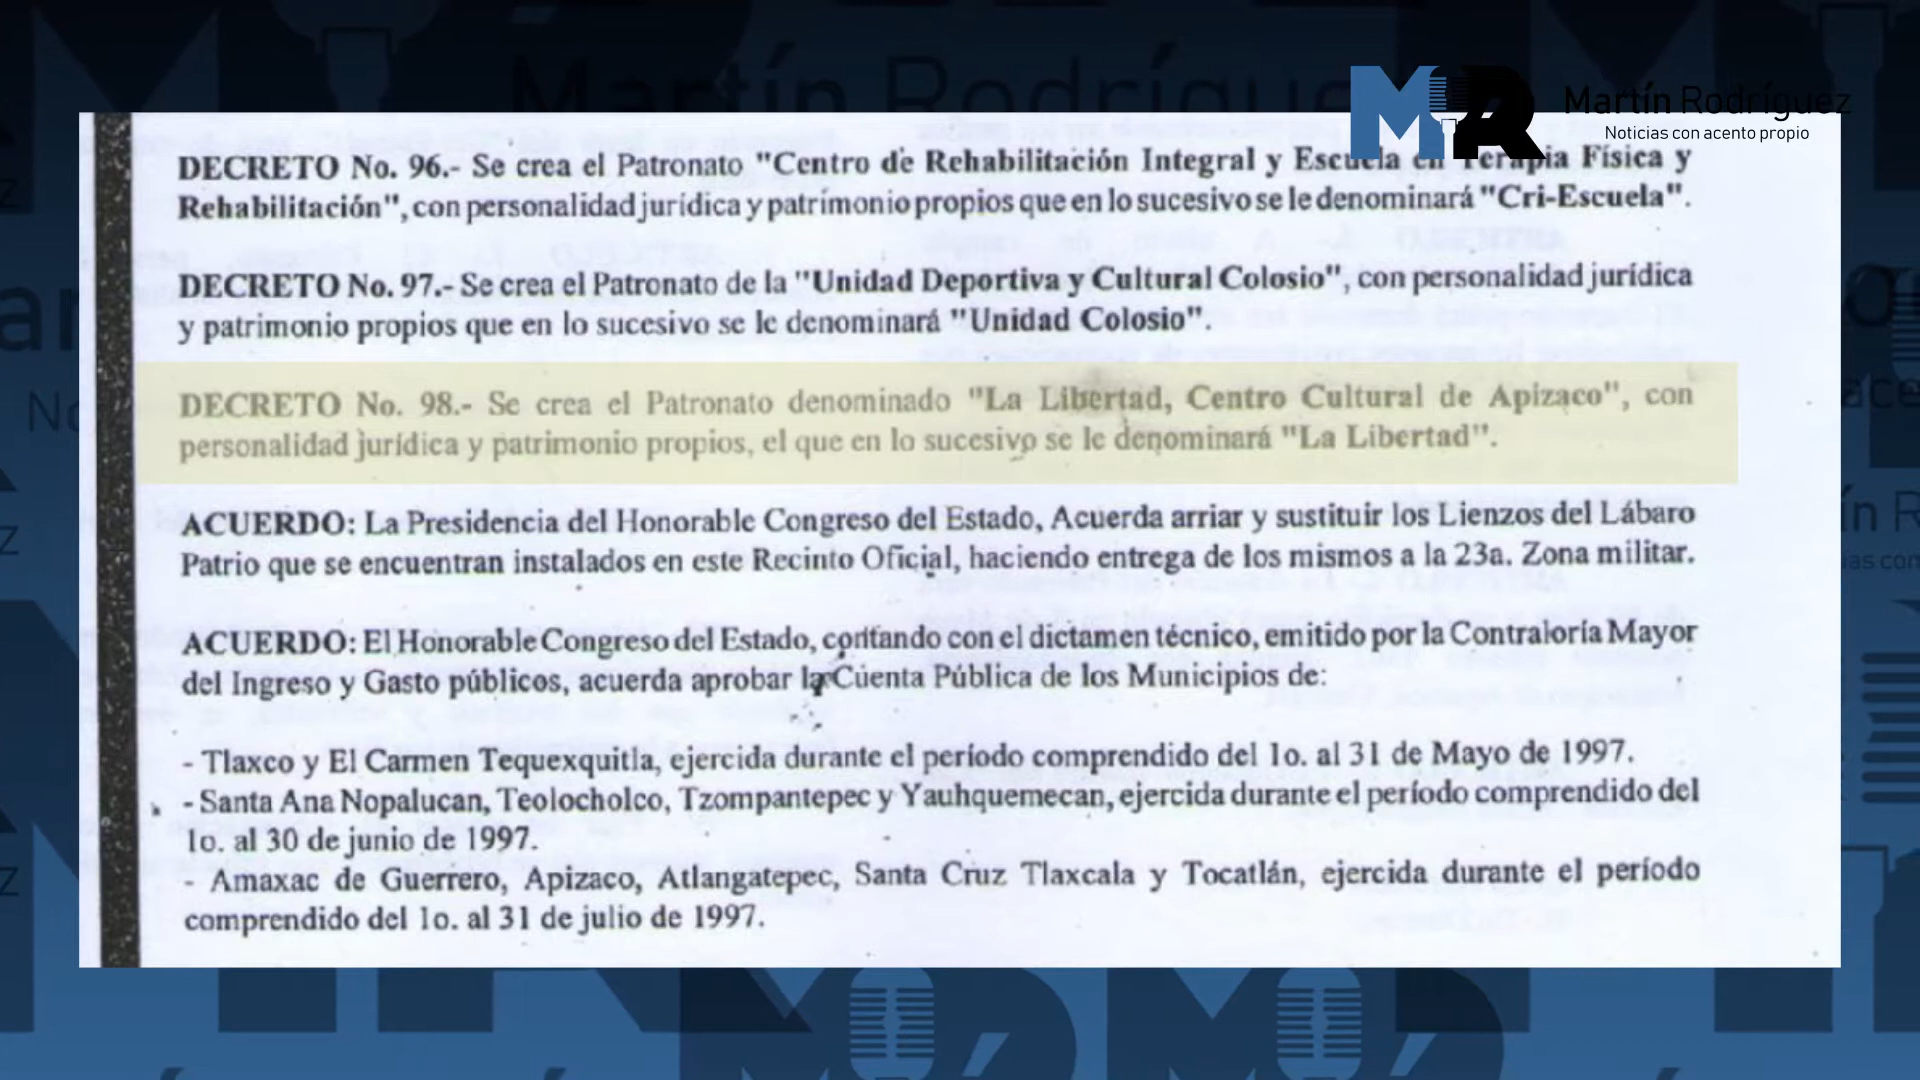 Martín Rodríguez
Noticias con acento propio
DECRETO No. 96.- Se crea el Patronato "Centro de Rehabilitación Integral y Escuela en Terapia Física y
Rehabilitación", con personalidad jurídica y patrimonio propios que en lo sucesivo se le denominará "Cri-Escuela".
DECRETO No. 97.- Se crea el Patronato de la "Unidad Deportiva y Cultural Colosio", con personalidad jurídica
y patrimonio propios que en lo sucesivo se le denominará "Unidad Colosio".
DECRETO No. 98.- Se crea el Patronato denominado "La Libertad, Centro Cultural de Apizaco", con
personalidad jurídica y patrimonio propios, el que en lo sucesivo se le denominará "La Libertad".
ACUERDO: La Presidencia del Honorable Congreso del Estado, Acuerda arriar y sustituir los Lienzos del Lábaro
Patrio que se encuentran instalados en este Recinto Oficial, haciendo entrega de los mismos a la 23a. Zona militar.
ACUERDO: El Honorable Congreso del Estado, contando con el dictamen técnico, emitido por la Contraloría Mayor
del Ingreso y Gasto públicos, acuerda aprobar la Cuenta Pública de los Municipios de:
- Tlaxco y El Carmen Tequexquitla, ejercida durante el período comprendido del 1o. al 31 de Mayo de 1997.
- Santa Ana Nopalucan, Teolocholco, Tzompantepec y Yauhquemecan, ejercida durante el período comprendido del
1o. al 30 de junio de 1997.
- Amaxac de Guerrero, Apizaco, Atlangatepec, Santa Cruz Tlaxcala y Tocatlán, ejercida durante el período
comprendido del 1o. al 31 de julio de 1997.